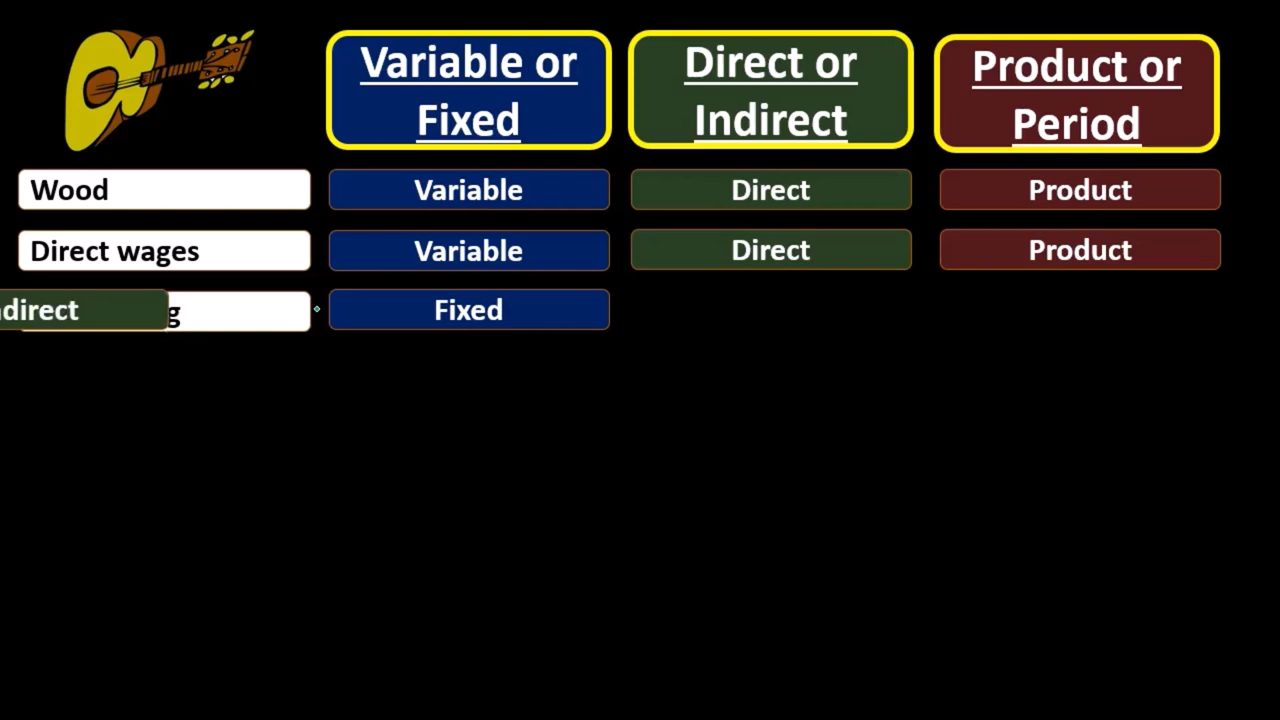 Variable or
Fixed
Direct or
Indirect
Product or
Period
Wood
Variable
Direct
Product
Direct wages
Variable
Direct
Product
ndirect
g
Fixed